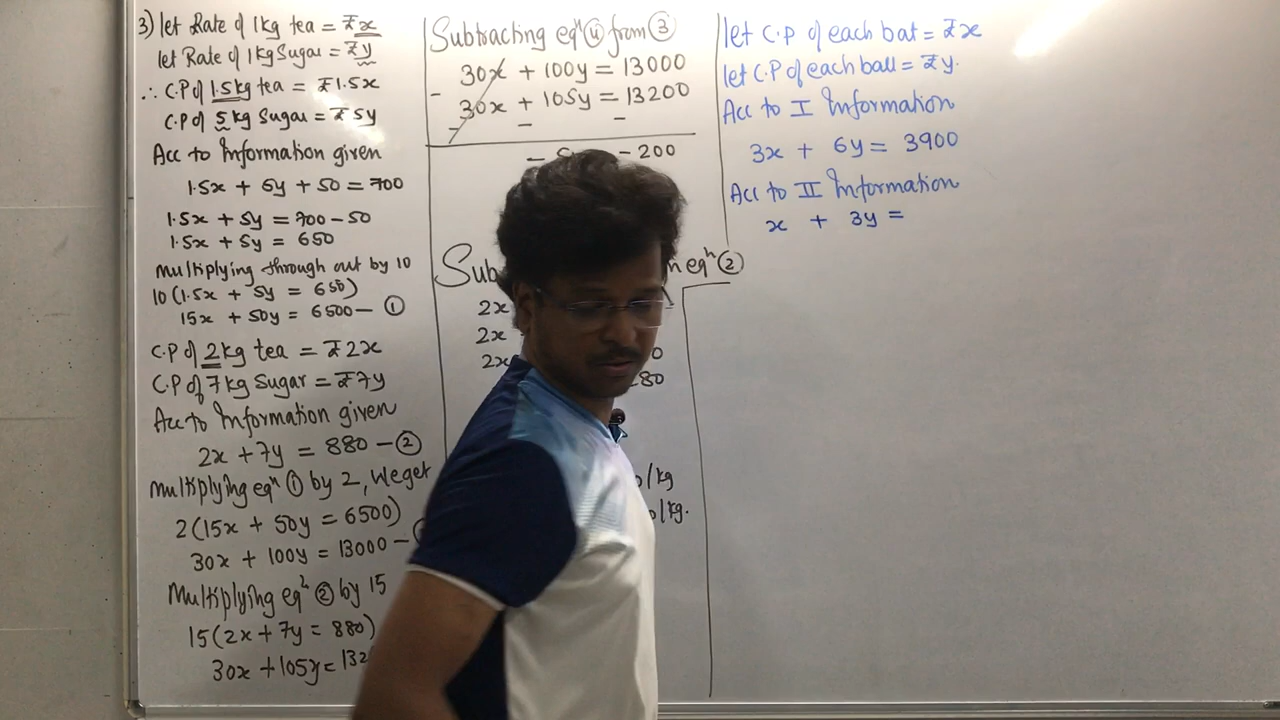 3) let Rate of 1kg tea = ₹x
let Rate of 1kg Sugar = ₹y
∴ C.P of 1.5kg tea = ₹1.5x
C.P of 5kg Sugar = ₹5y
Acc to Information given
1.5x + 5y + 50 = 700
1.5x + 5y = 700 - 50
1.5x + 5y = 650
Multiplying through out by 10
10(1.5x + 5y = 650)
15x + 50y = 6500 — ①
C.P of 2kg tea = ₹2x
C.P of 7kg Sugar = ₹7y
Acc to Information given
2x + 7y = 880 — ②
Multiplying eqⁿ ① by 2, We get
2(15x + 50y = 6500)
30x + 100y = 13000 —
Multiplying eqⁿ ② by 15
15(2x + 7y = 880)
30x + 105y = 132
Subtracting eqⁿ ④ from ③
30x + 100y = 13000
- 30x + 105y = 13200
- - -
- -200
Sub eqⁿ ②
2x
2x
2x 0
80
/kg
/kg.
let C.P of each bat = ₹x
let C.P of each ball = ₹y.
Acc to I Information
3x + 6y = 3900
Acc to II Information
x + 3y =